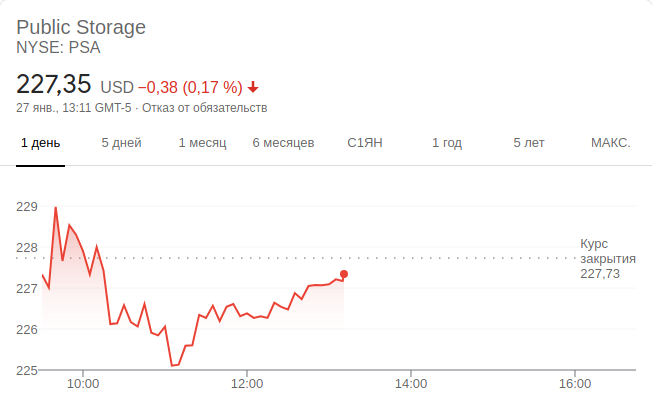 Public Storage
NYSE: PSA
227,35 USD −0,38 (0,17 %)
27 янв., 13:11 GMT-5 · Отказ от обязательств
1 день 5 дней 1 месяц 6 месяцев С1ЯН 1 год 5 лет МАКС.
229
228
227
226
225
Курс
закрытия
227,73
10:00 12:00 14:00 16:00